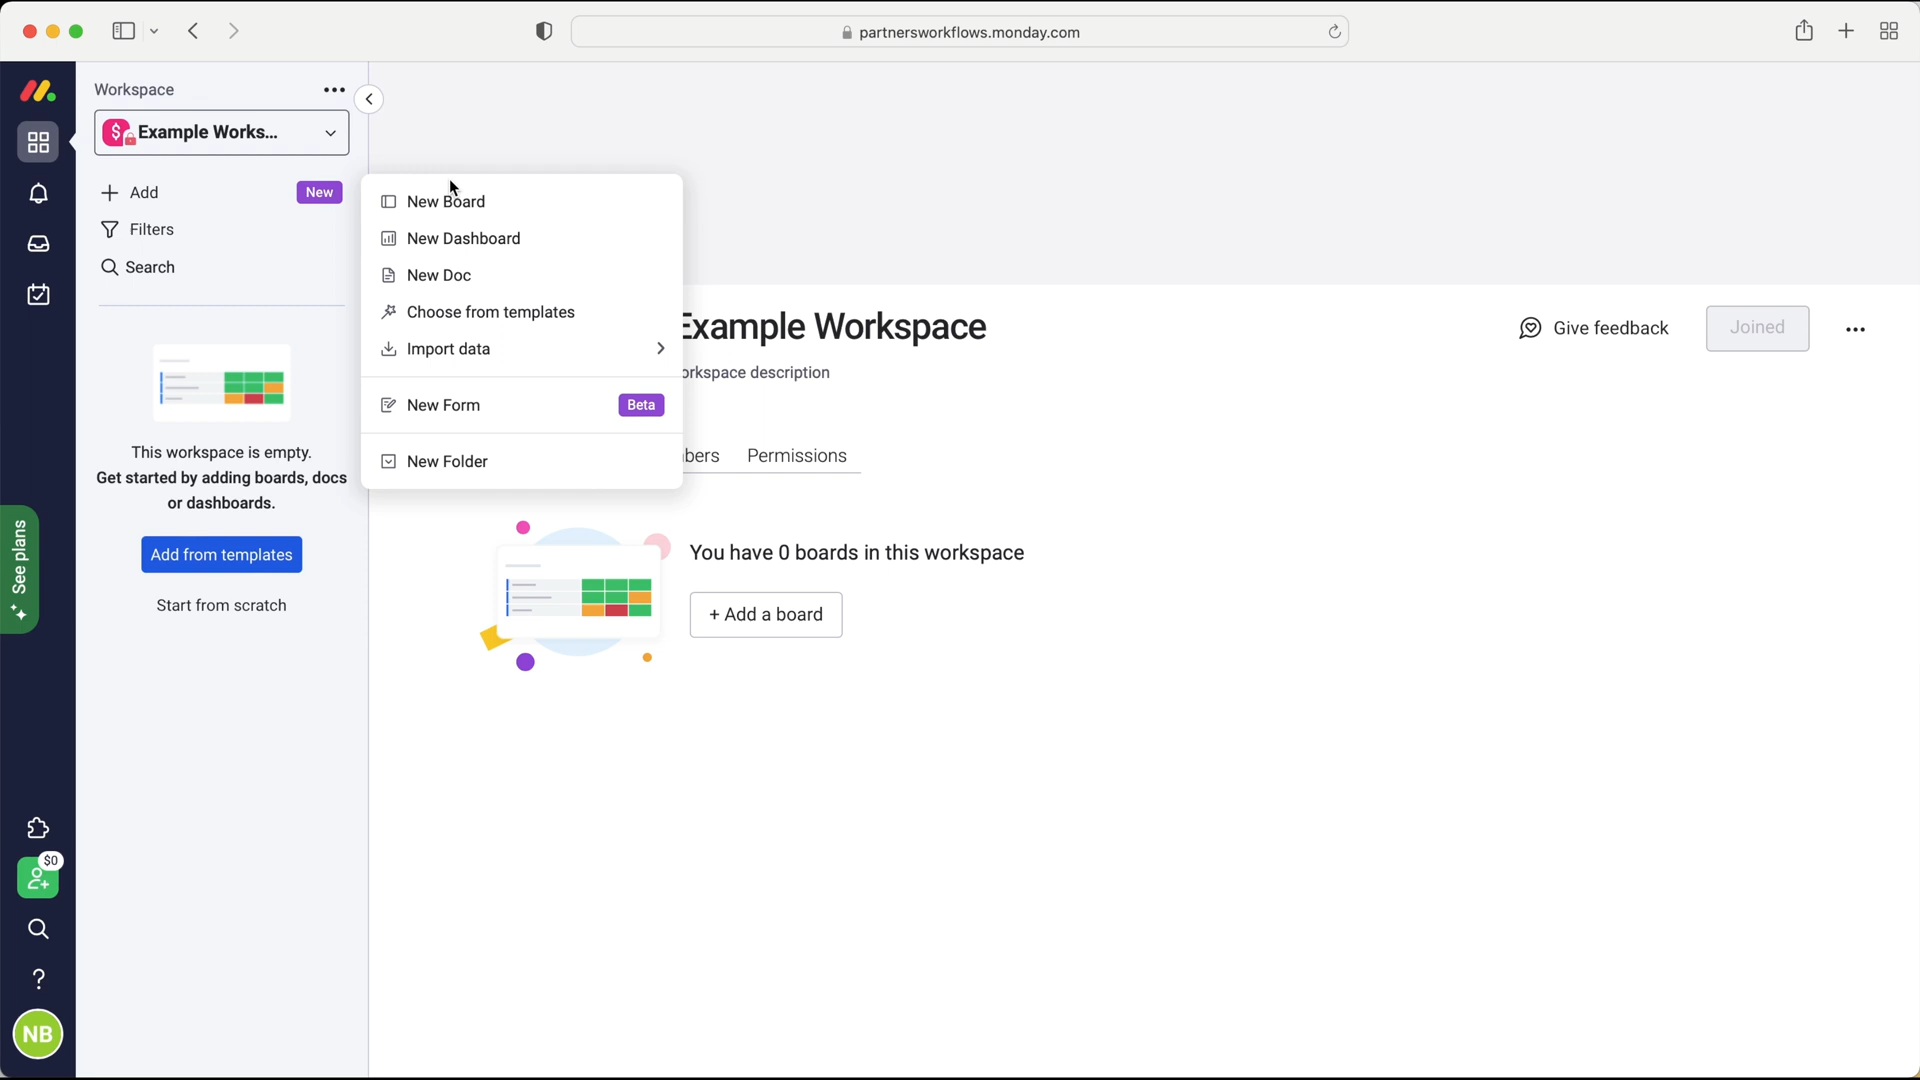 partnersworkflows.monday.com
Workspace
Example Works...
Add
New
Filters
Search
This workspace is empty.
Get started by adding boards, docs
or dashboards.
Add from templates
Start from scratch
See plans
$0
?
NB
New Board
New Dashboard
New Doc
Choose from templates
Import data
New Form
Beta
New Folder
Example Workspace
orkspace description
Give feedback
Joined
bers
Permissions
You have 0 boards in this workspace
+ Add a board